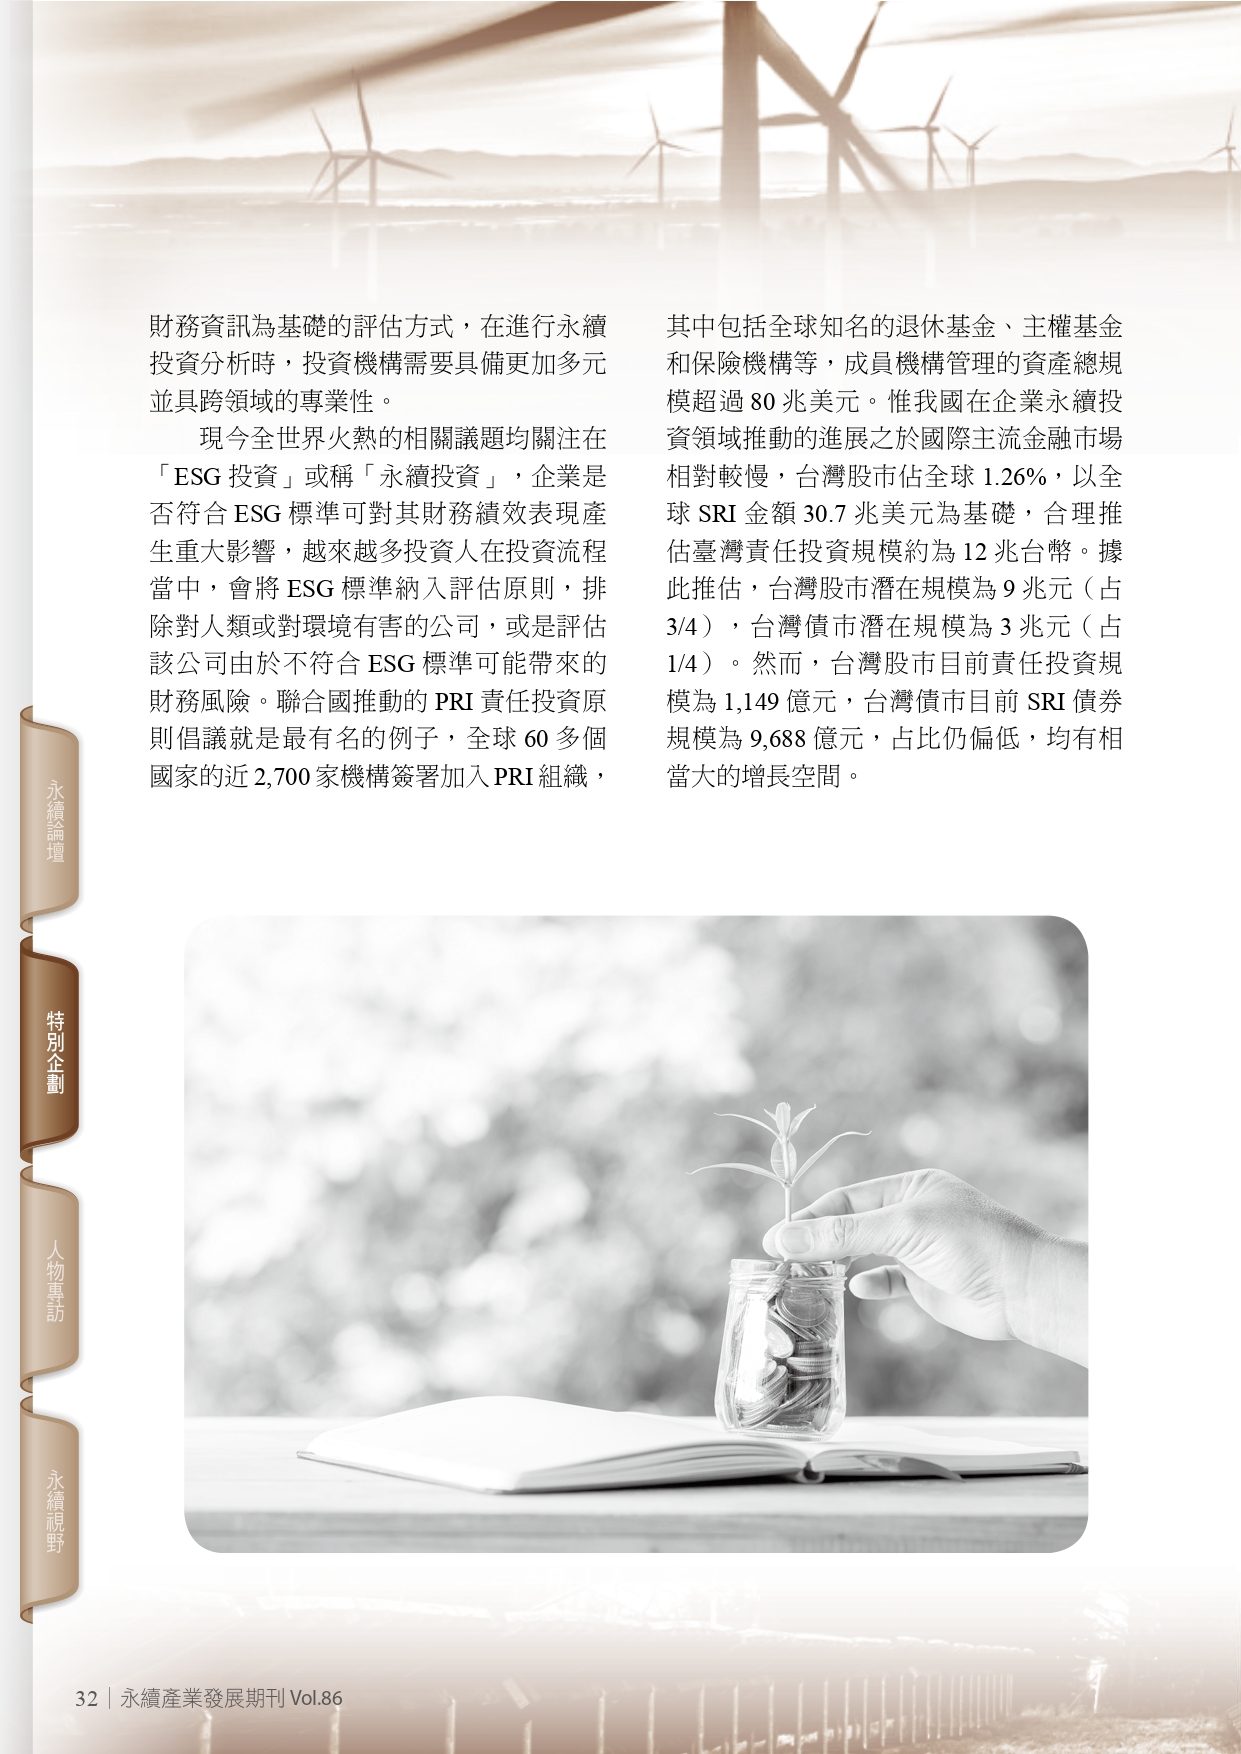 財務資訊為基礎的評估方式，在進行永續
投資分析時，投資機構需要具備更加多元
並具跨領域的專業性。
現今全世界火熱的相關議題均關注在
「ESG 投資」或稱「永續投資」，企業是
否符合 ESG 標準可對其財務績效表現產
生重大影響，越來越多投資人在投資流程
當中，會將 ESG 標準納入評估原則，排
除對人類或對環境有害的公司，或是評估
該公司由於不符合 ESG 標準可能帶來的
財務風險。聯合國推動的 PRI 責任投資原
則倡議就是最有名的例子，全球 60 多個
國家的近 2,700 家機構簽署加入 PRI 組織，
其中包括全球知名的退休基金、主權基金
和保險機構等，成員機構管理的資產總規
模超過 80 兆美元。惟我國在企業永續投
資領域推動的進展之於國際主流金融市場
相對較慢，台灣股市佔全球 1.26%，以全
球 SRI 金額 30.7 兆美元為基礎，合理推
估臺灣責任投資規模約為 12 兆台幣。據
此推估，台灣股市潛在規模為 9 兆元（占
3/4），台灣債市潛在規模為 3 兆元（占
1/4）。然而，台灣股市目前責任投資規
模為 1,149 億元，台灣債市目前 SRI 債券
規模為 9,688 億元，占比仍偏低，均有相
當大的增長空間。
永續論壇
特別企劃
人物專訪
永續視野
32 | 永續產業發展期刊 Vol.86